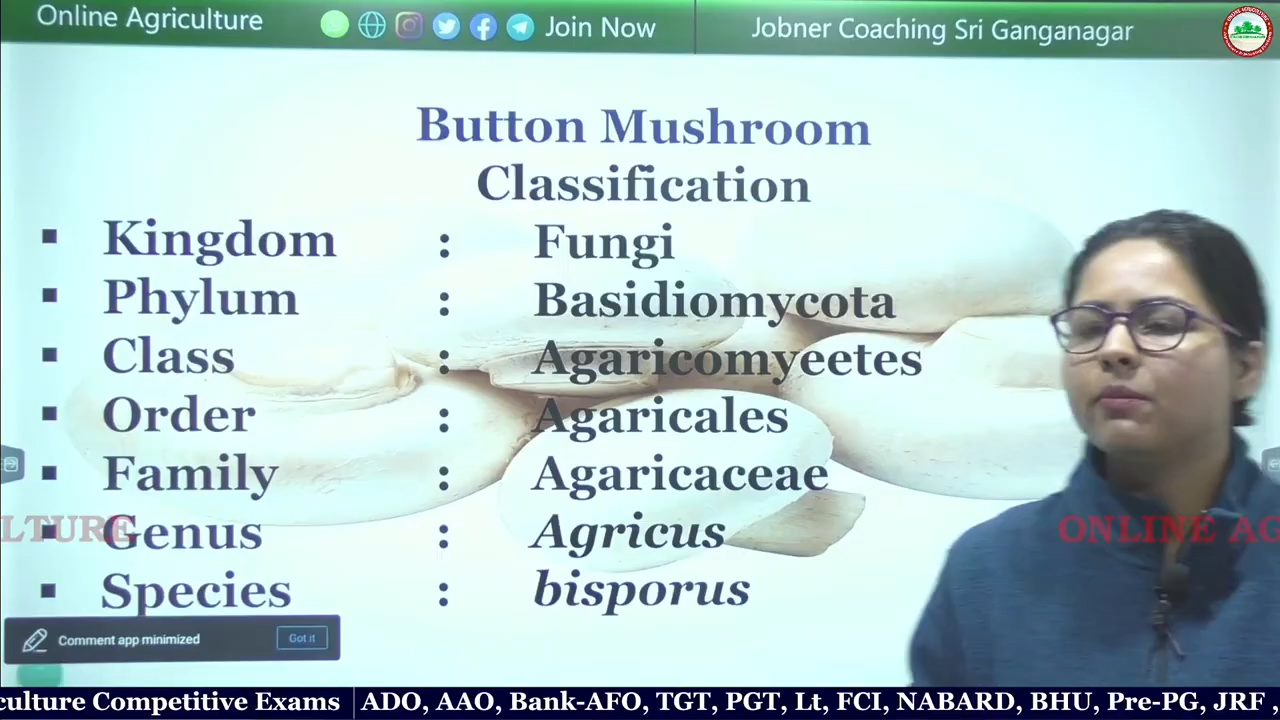 Online Agriculture Join Now Jobner Coaching Sri Ganganagar
Button Mushroom
Classification
▪ Kingdom : Fungi
▪ Phylum : Basidiomycota
▪ Class : Agaricomyeetes
▪ Order : Agaricales
▪ Family : Agaricaceae
LTURE ONLINE AG
▪ Genus : Agricus
▪ Species : bisporus
Comment app minimized Got it
culture Competitive Exams ADO, AAO, Bank-AFO, TGT, PGT, Lt, FCI, NABARD, BHU, Pre-PG, JRF ,